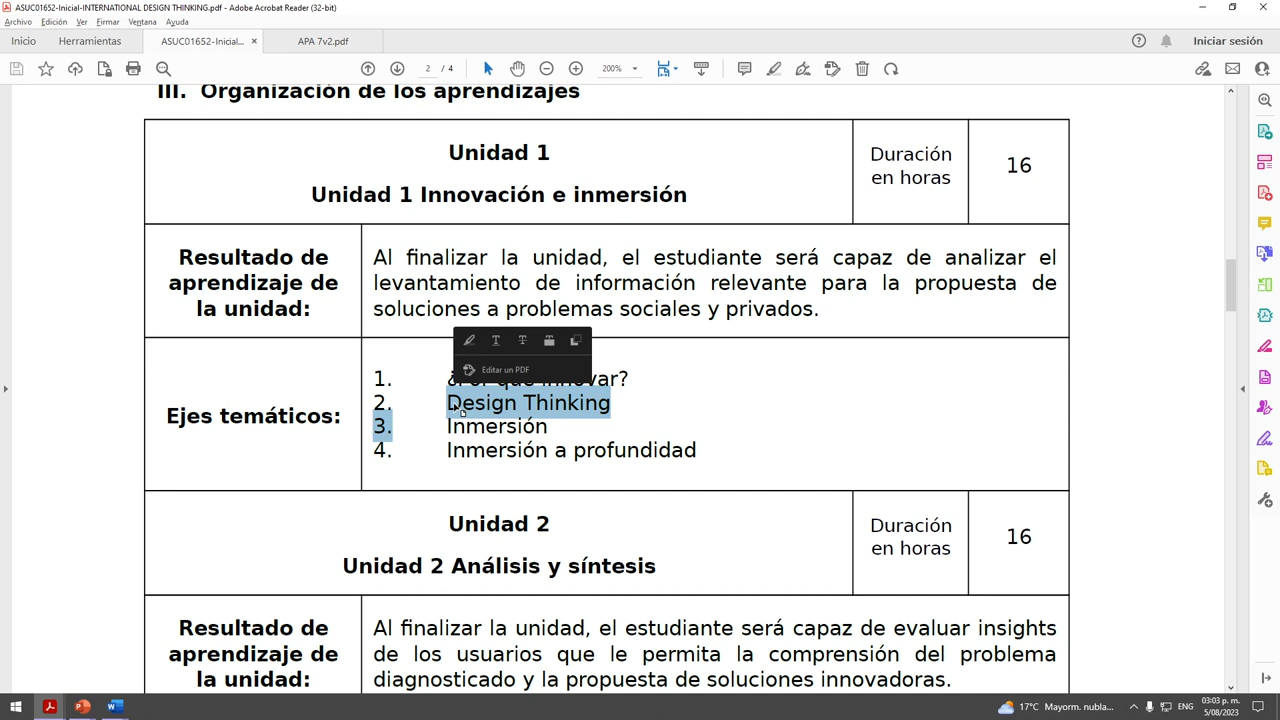 ASUC01652-Inicial-INTERNATIONAL DESIGN THINKING.pdf - Adobe Acrobat Reader (32-bit)
Archivo Edición Ver Firmar Ventana Ayuda
Inicio Herramientas ASUC01652-Inicial... × APA 7v2.pdf Iniciar sesión
2 / 4 200%
III. Organización de los aprendizajes
Unidad 1
Unidad 1 Innovación e inmersión
Duración
en horas
16
Resultado de
aprendizaje de
la unidad:
Al finalizar la unidad, el estudiante será capaz de analizar el
levantamiento de información relevante para la propuesta de
soluciones a problemas sociales y privados.
Editar un PDF
Ejes temáticos:
1. ¿Por qué innovar?
2. Design Thinking
3. Inmersión
4. Inmersión a profundidad
Unidad 2
Unidad 2 Análisis y síntesis
Duración
en horas
16
Resultado de
aprendizaje de
la unidad:
Al finalizar la unidad, el estudiante será capaz de evaluar insights
de los usuarios que le permita la comprensión del problema
diagnosticado y la propuesta de soluciones innovadoras.
17°C Mayorm. nubla... ENG 03:03 p. m.
5/08/2023